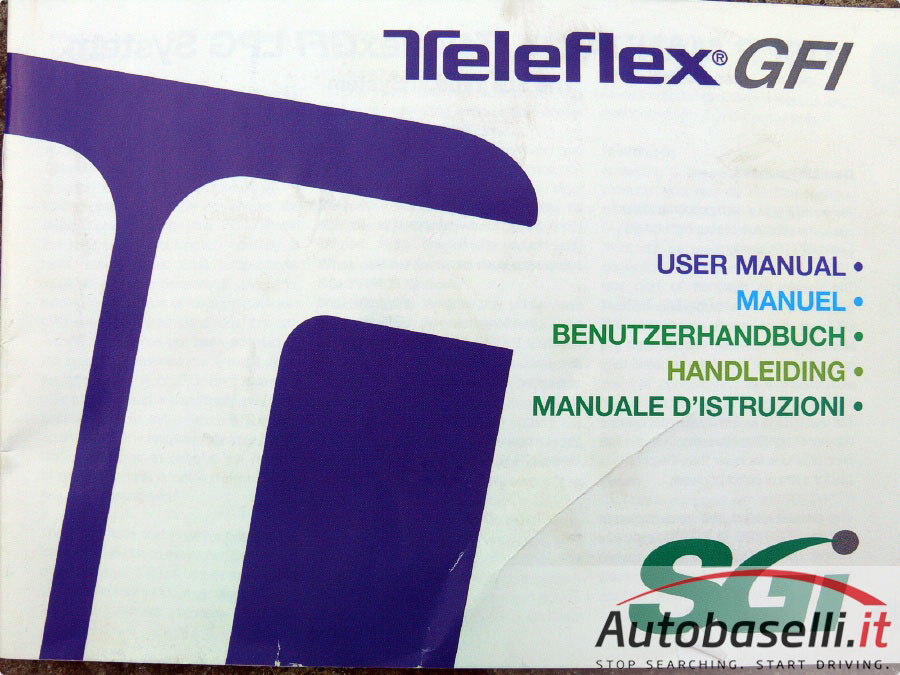 Teleflex® GFI
USER MANUAL •
MANUEL •
BENUTZERHANDBUCH •
HANDLEIDING •
MANUALE D'ISTRUZIONI •
SGi
Autobaselli.it
STOP SEARCHING. START DRIVING.